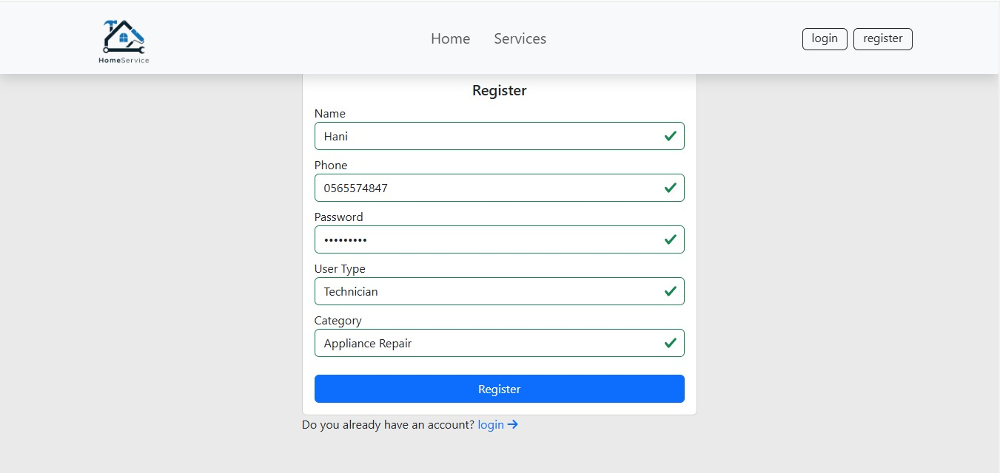 HomeService
Home Services
login register
Register
Name
Hani
Phone
0565574847
Password
•••••••••
User Type
Technician
Category
Appliance Repair
Register
Do you already have an account? login →